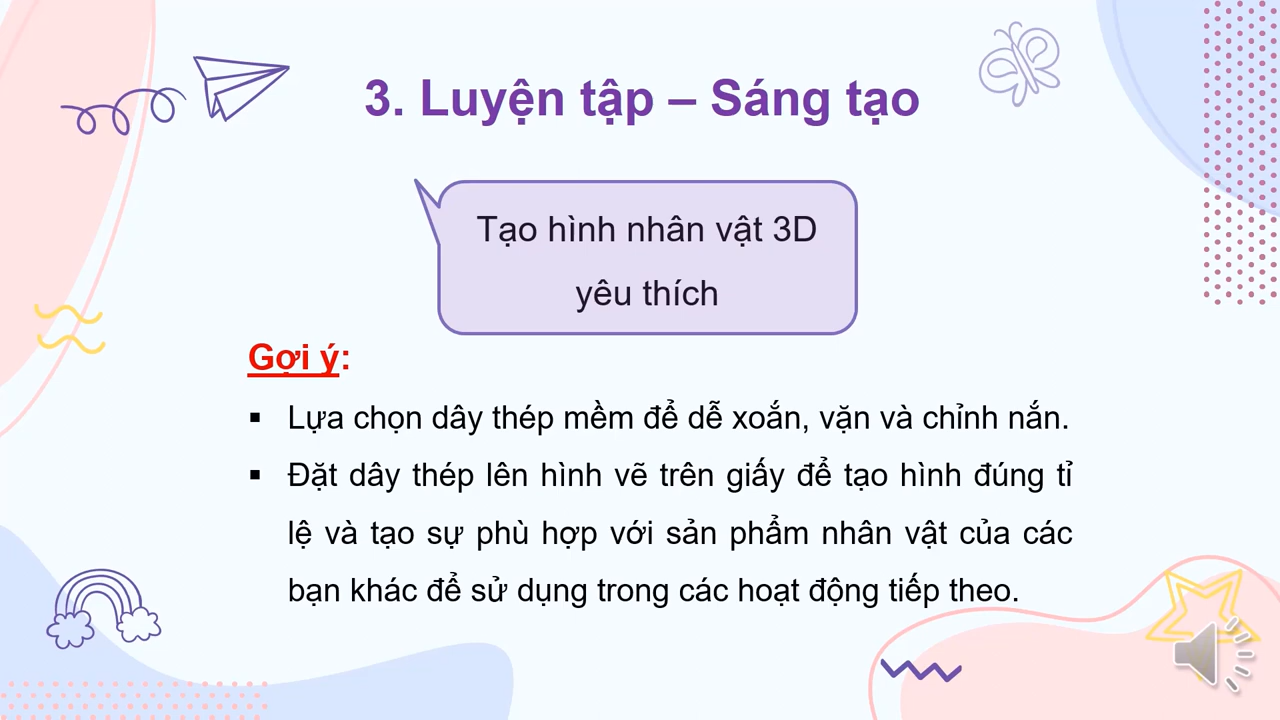 3. Luyện tập – Sáng tạo
Tạo hình nhân vật 3D
yêu thích
Gợi ý:
▪ Lựa chọn dây thép mềm để dễ xoắn, vặn và chỉnh nắn.
▪ Đặt dây thép lên hình vẽ trên giấy để tạo hình đúng tỉ
lệ và tạo sự phù hợp với sản phẩm nhân vật của các
bạn khác để sử dụng trong các hoạt động tiếp theo.